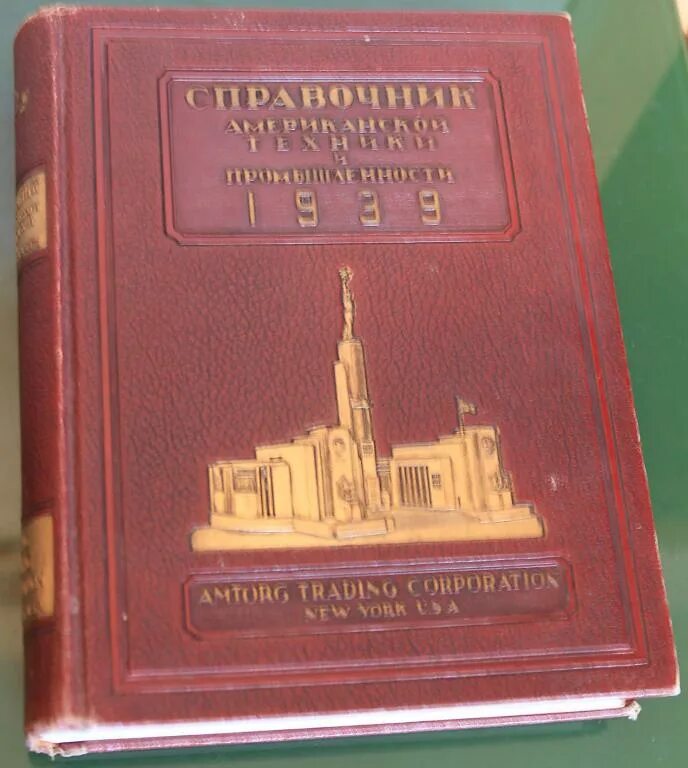 СПРАВОЧНИК
АМЕРИКАНСКОЙ
ТЕХНИКИ
И
ПРОМЫШЛЕННОСТИ
1939
AMTORG TRADING CORPORATION
NEW YORK U.S.A